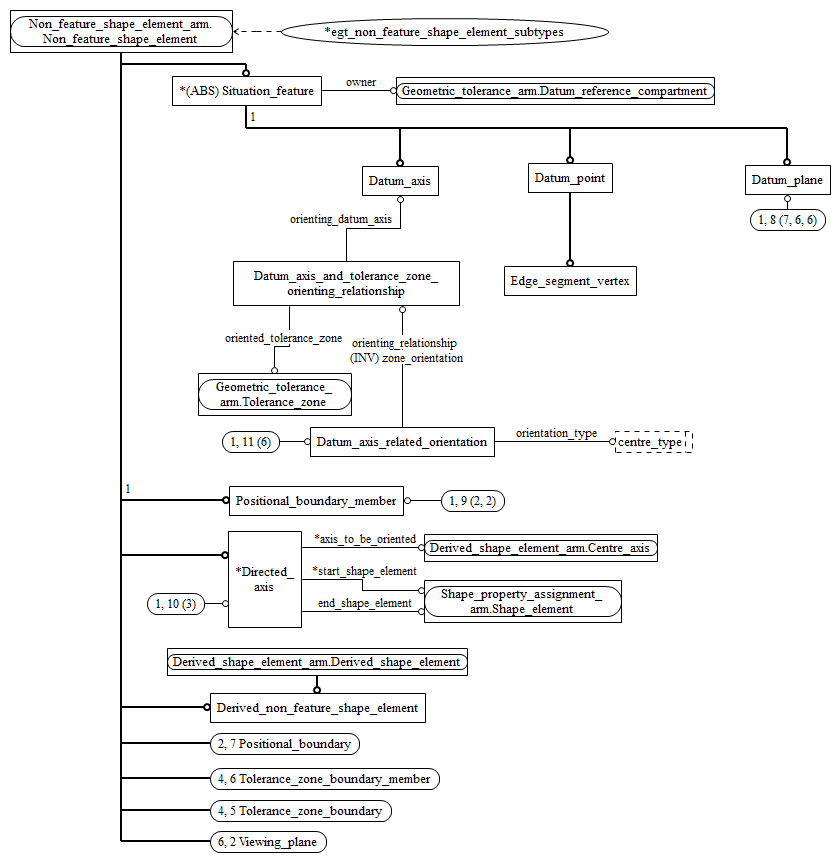 Non_feature_shape_element_arm.
Non_feature_shape_element
*egt_non_feature_shape_element_subtypes
*(ABS) Situation_feature
owner
Geometric_tolerance_arm.Datum_reference_compartment
1
Datum_axis
Datum_point
Datum_plane
orienting_datum_axis
1, 8 (7, 6, 6)
Datum_axis_and_tolerance_zone_
orienting_relationship
Edge_segment_vertex
oriented_tolerance_zone
orienting_relationship
(INV) zone_orientation
Geometric_tolerance_
arm.Tolerance_zone
1, 11 (6)
Datum_axis_related_orientation
orientation_type
centre_type
1
Positional_boundary_member
1, 9 (2, 2)
*Directed_
axis
*axis_to_be_oriented
Derived_shape_element_arm.Centre_axis
*start_shape_element
Shape_property_assignment_
arm.Shape_element
end_shape_element
1, 10 (3)
Derived_shape_element_arm.Derived_shape_element
Derived_non_feature_shape_element
2, 7 Positional_boundary
4, 6 Tolerance_zone_boundary_member
4, 5 Tolerance_zone_boundary
6, 2 Viewing_plane